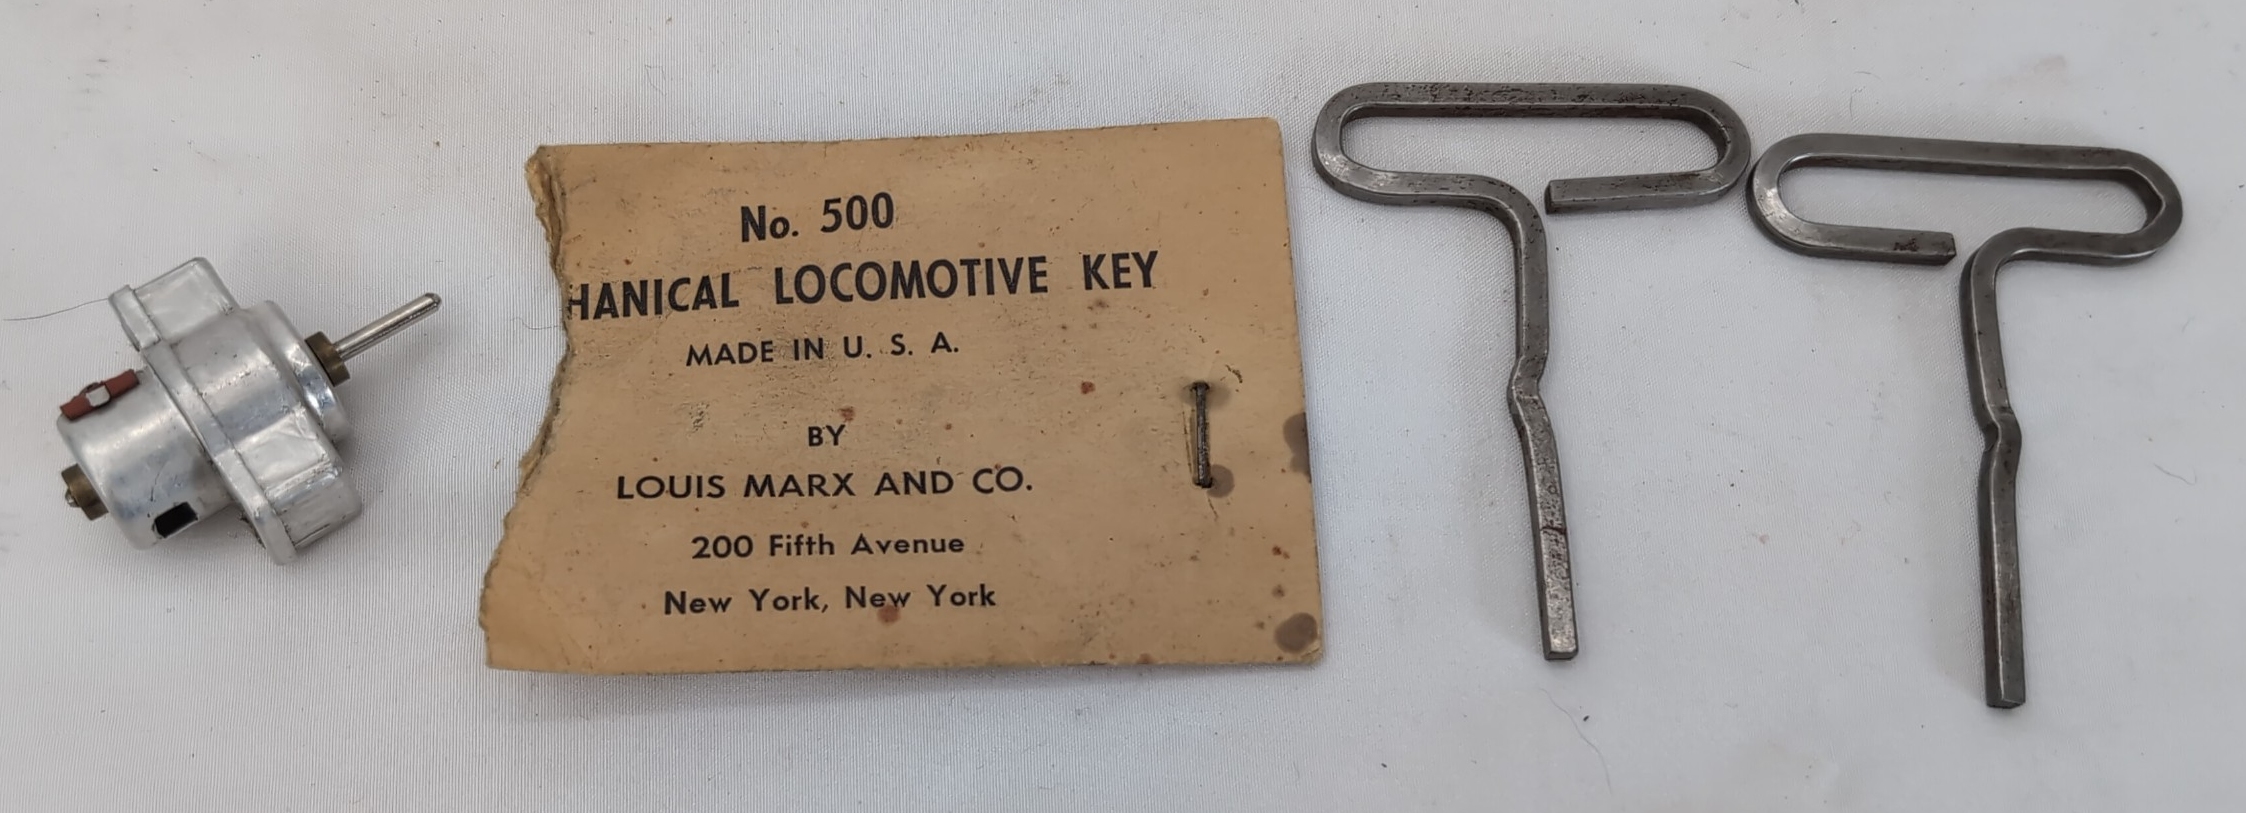 No. 500
HANICAL LOCOMOTIVE KEY
MADE IN U. S. A.
BY
LOUIS MARX AND CO.
200 Fifth Avenue
New York, New York